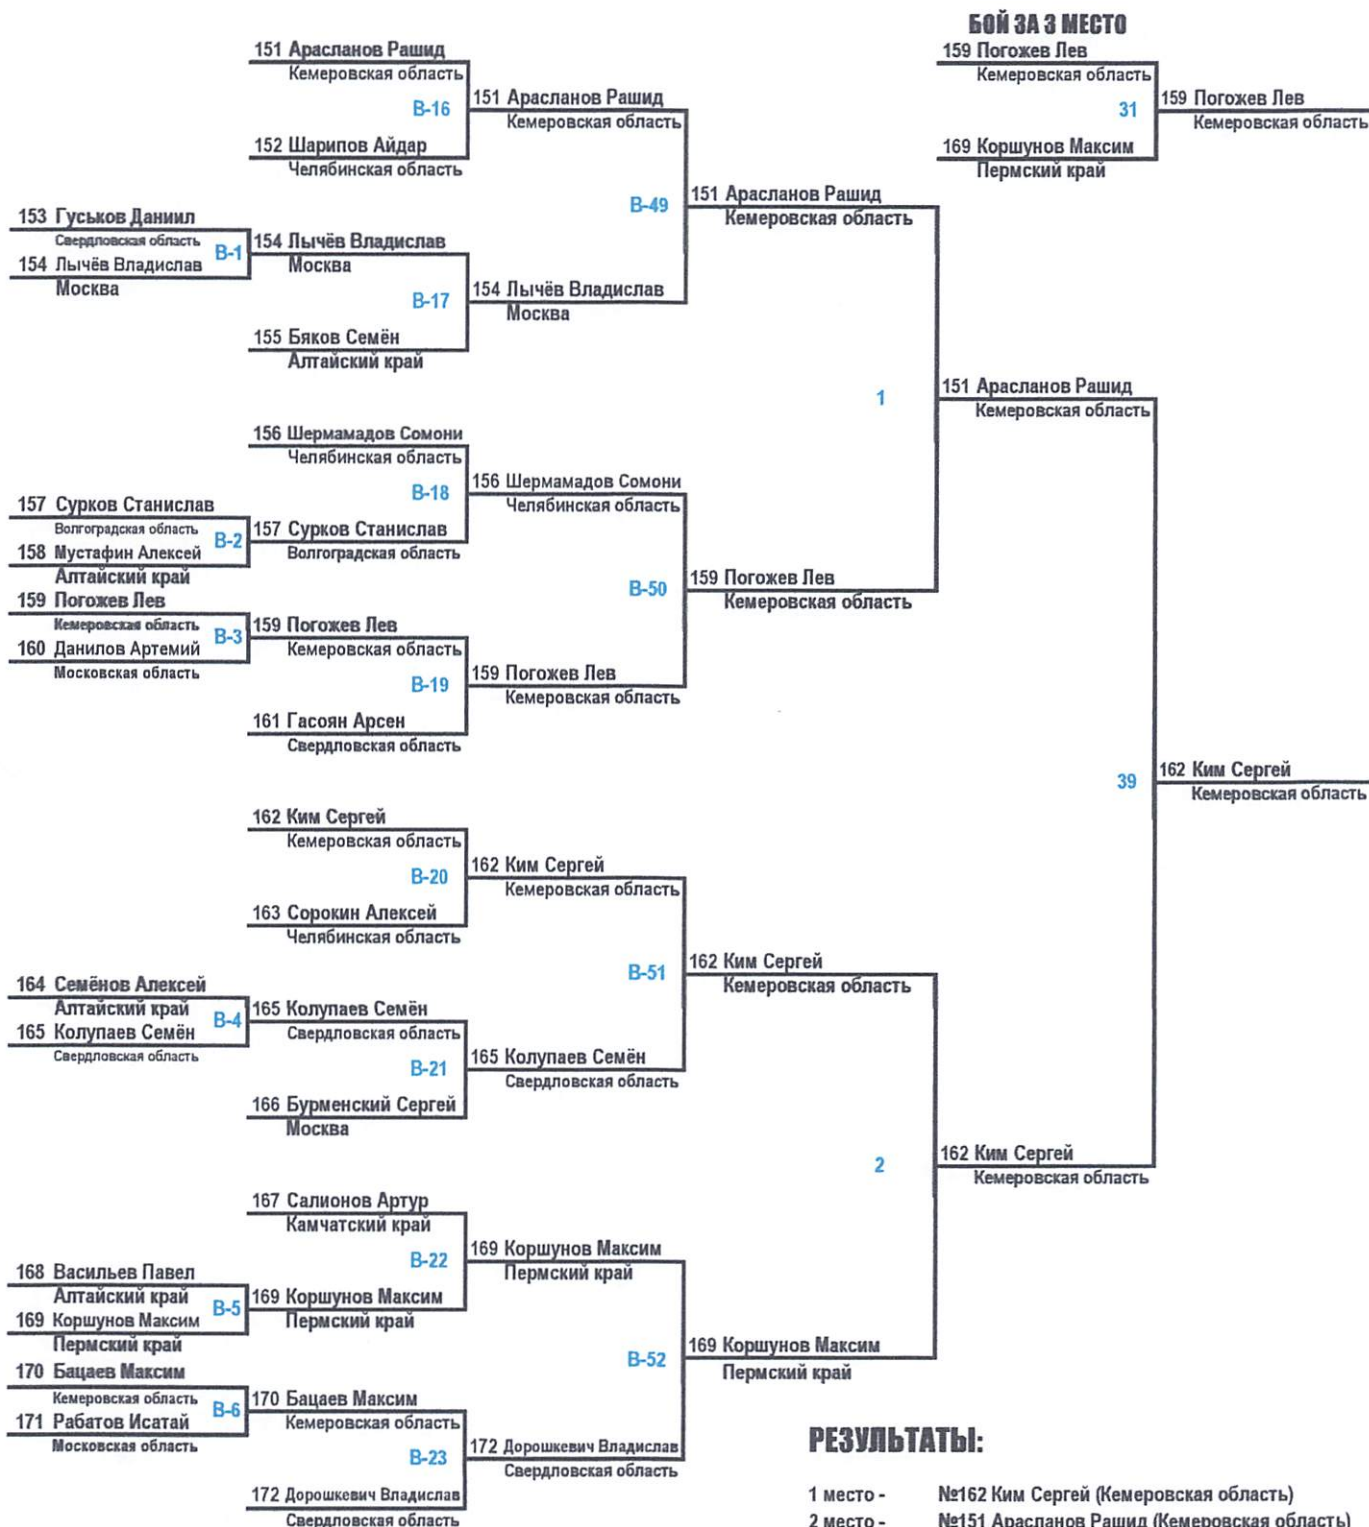 БОЙ ЗА 3 МЕСТО
159 Погожев Лев
Кемеровская область
31
169 Коршунов Максим
Пермский край
159 Погожев Лев
Кемеровская область
153 Гуськов Даниил
Свердловская область
B-1
154 Лычёв Владислав
Москва
157 Сурков Станислав
Волгоградская область
B-2
158 Мустафин Алексей
Алтайский край
159 Погожев Лев
Кемеровская область
B-3
160 Данилов Артемий
Московская область
164 Семёнов Алексей
Алтайский край
B-4
165 Колупаев Семён
Свердловская область
168 Васильев Павел
Алтайский край
B-5
169 Коршунов Максим
Пермский край
170 Бацаев Максим
Кемеровская область
B-6
171 Рабатов Исатай
Московская область
151 Арасланов Рашид
Кемеровская область
B-16
152 Шарипов Айдар
Челябинская область
154 Лычёв Владислав
Москва
B-17
155 Бяков Семён
Алтайский край
156 Шермамадов Сомони
Челябинская область
B-18
157 Сурков Станислав
Волгоградская область
159 Погожев Лев
Кемеровская область
B-19
161 Гасоян Арсен
Свердловская область
162 Ким Сергей
Кемеровская область
B-20
163 Сорокин Алексей
Челябинская область
165 Колупаев Семён
Свердловская область
B-21
166 Бурменский Сергей
Москва
167 Салионов Артур
Камчатский край
B-22
169 Коршунов Максим
Пермский край
170 Бацаев Максим
Кемеровская область
B-23
172 Дорошкевич Владислав
Свердловская область
151 Арасланов Рашид
Кемеровская область
B-49
154 Лычёв Владислав
Москва
156 Шермамадов Сомони
Челябинская область
B-50
159 Погожев Лев
Кемеровская область
162 Ким Сергей
Кемеровская область
B-51
165 Колупаев Семён
Свердловская область
169 Коршунов Максим
Пермский край
B-52
172 Дорошкевич Владислав
Свердловская область
151 Арасланов Рашид
Кемеровская область
1
159 Погожев Лев
Кемеровская область
162 Ким Сергей
Кемеровская область
2
169 Коршунов Максим
Пермский край
151 Арасланов Рашид
Кемеровская область
39
162 Ким Сергей
Кемеровская область
162 Ким Сергей
Кемеровская область
РЕЗУЛЬТАТЫ:
1 место - №162 Ким Сергей (Кемеровская область)
2 место - №151 Арасланов Рашид (Кемеровская область)